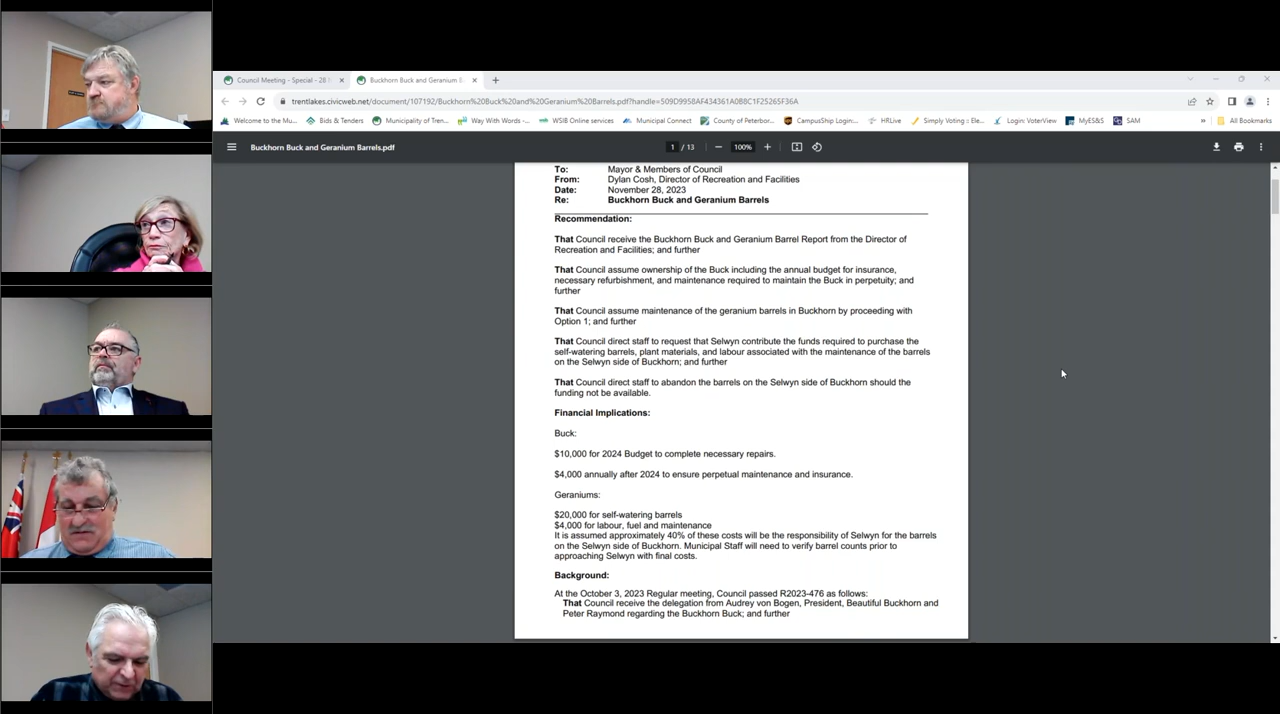 Council Meeting - Special - 28
Buckhorn Buck and Geranium B
trentlakes.civicweb.net/document/107192/Buckhorn%20Buck%20and%20Geranium%20Barrels.pdf?handle=509D9958AF434361A0B8C1F25265F36A
Welcome to the Mu... Bids & Tenders Municipality of Tren... Way With Words -... WSIB Online services Municipal Connect County of Peterbor... CampusShip Login:... HRLive Simply Voting :: Ele... Login: VoterView MyES&S SAM » All Bookmarks
Buckhorn Buck and Geranium Barrels.pdf
1 / 13
100%
To: Mayor & Members of Council
From: Dylan Cosh, Director of Recreation and Facilities
Date: November 28, 2023
Re: Buckhorn Buck and Geranium Barrels
Recommendation:
That Council receive the Buckhorn Buck and Geranium Barrel Report from the Director of
Recreation and Facilities; and further
That Council assume ownership of the Buck including the annual budget for insurance,
necessary refurbishment, and maintenance required to maintain the Buck in perpetuity; and
further
That Council assume maintenance of the geranium barrels in Buckhorn by proceeding with
Option 1; and further
That Council direct staff to request that Selwyn contribute the funds required to purchase the
self-watering barrels, plant materials, and labour associated with the maintenance of the barrels
on the Selwyn side of Buckhorn; and further
That Council direct staff to abandon the barrels on the Selwyn side of Buckhorn should the
funding not be available.
Financial Implications:
Buck:
$10,000 for 2024 Budget to complete necessary repairs.
$4,000 annually after 2024 to ensure perpetual maintenance and insurance.
Geraniums:
$20,000 for self-watering barrels
$4,000 for labour, fuel and maintenance
It is assumed approximately 40% of these costs will be the responsibility of Selwyn for the barrels
on the Selwyn side of Buckhorn. Municipal Staff will need to verify barrel counts prior to
approaching Selwyn with final costs.
Background:
At the October 3, 2023 Regular meeting, Council passed R2023-476 as follows:
That Council receive the delegation from Audrey von Bogen, President, Beautiful Buckhorn and
Peter Raymond regarding the Buckhorn Buck; and further